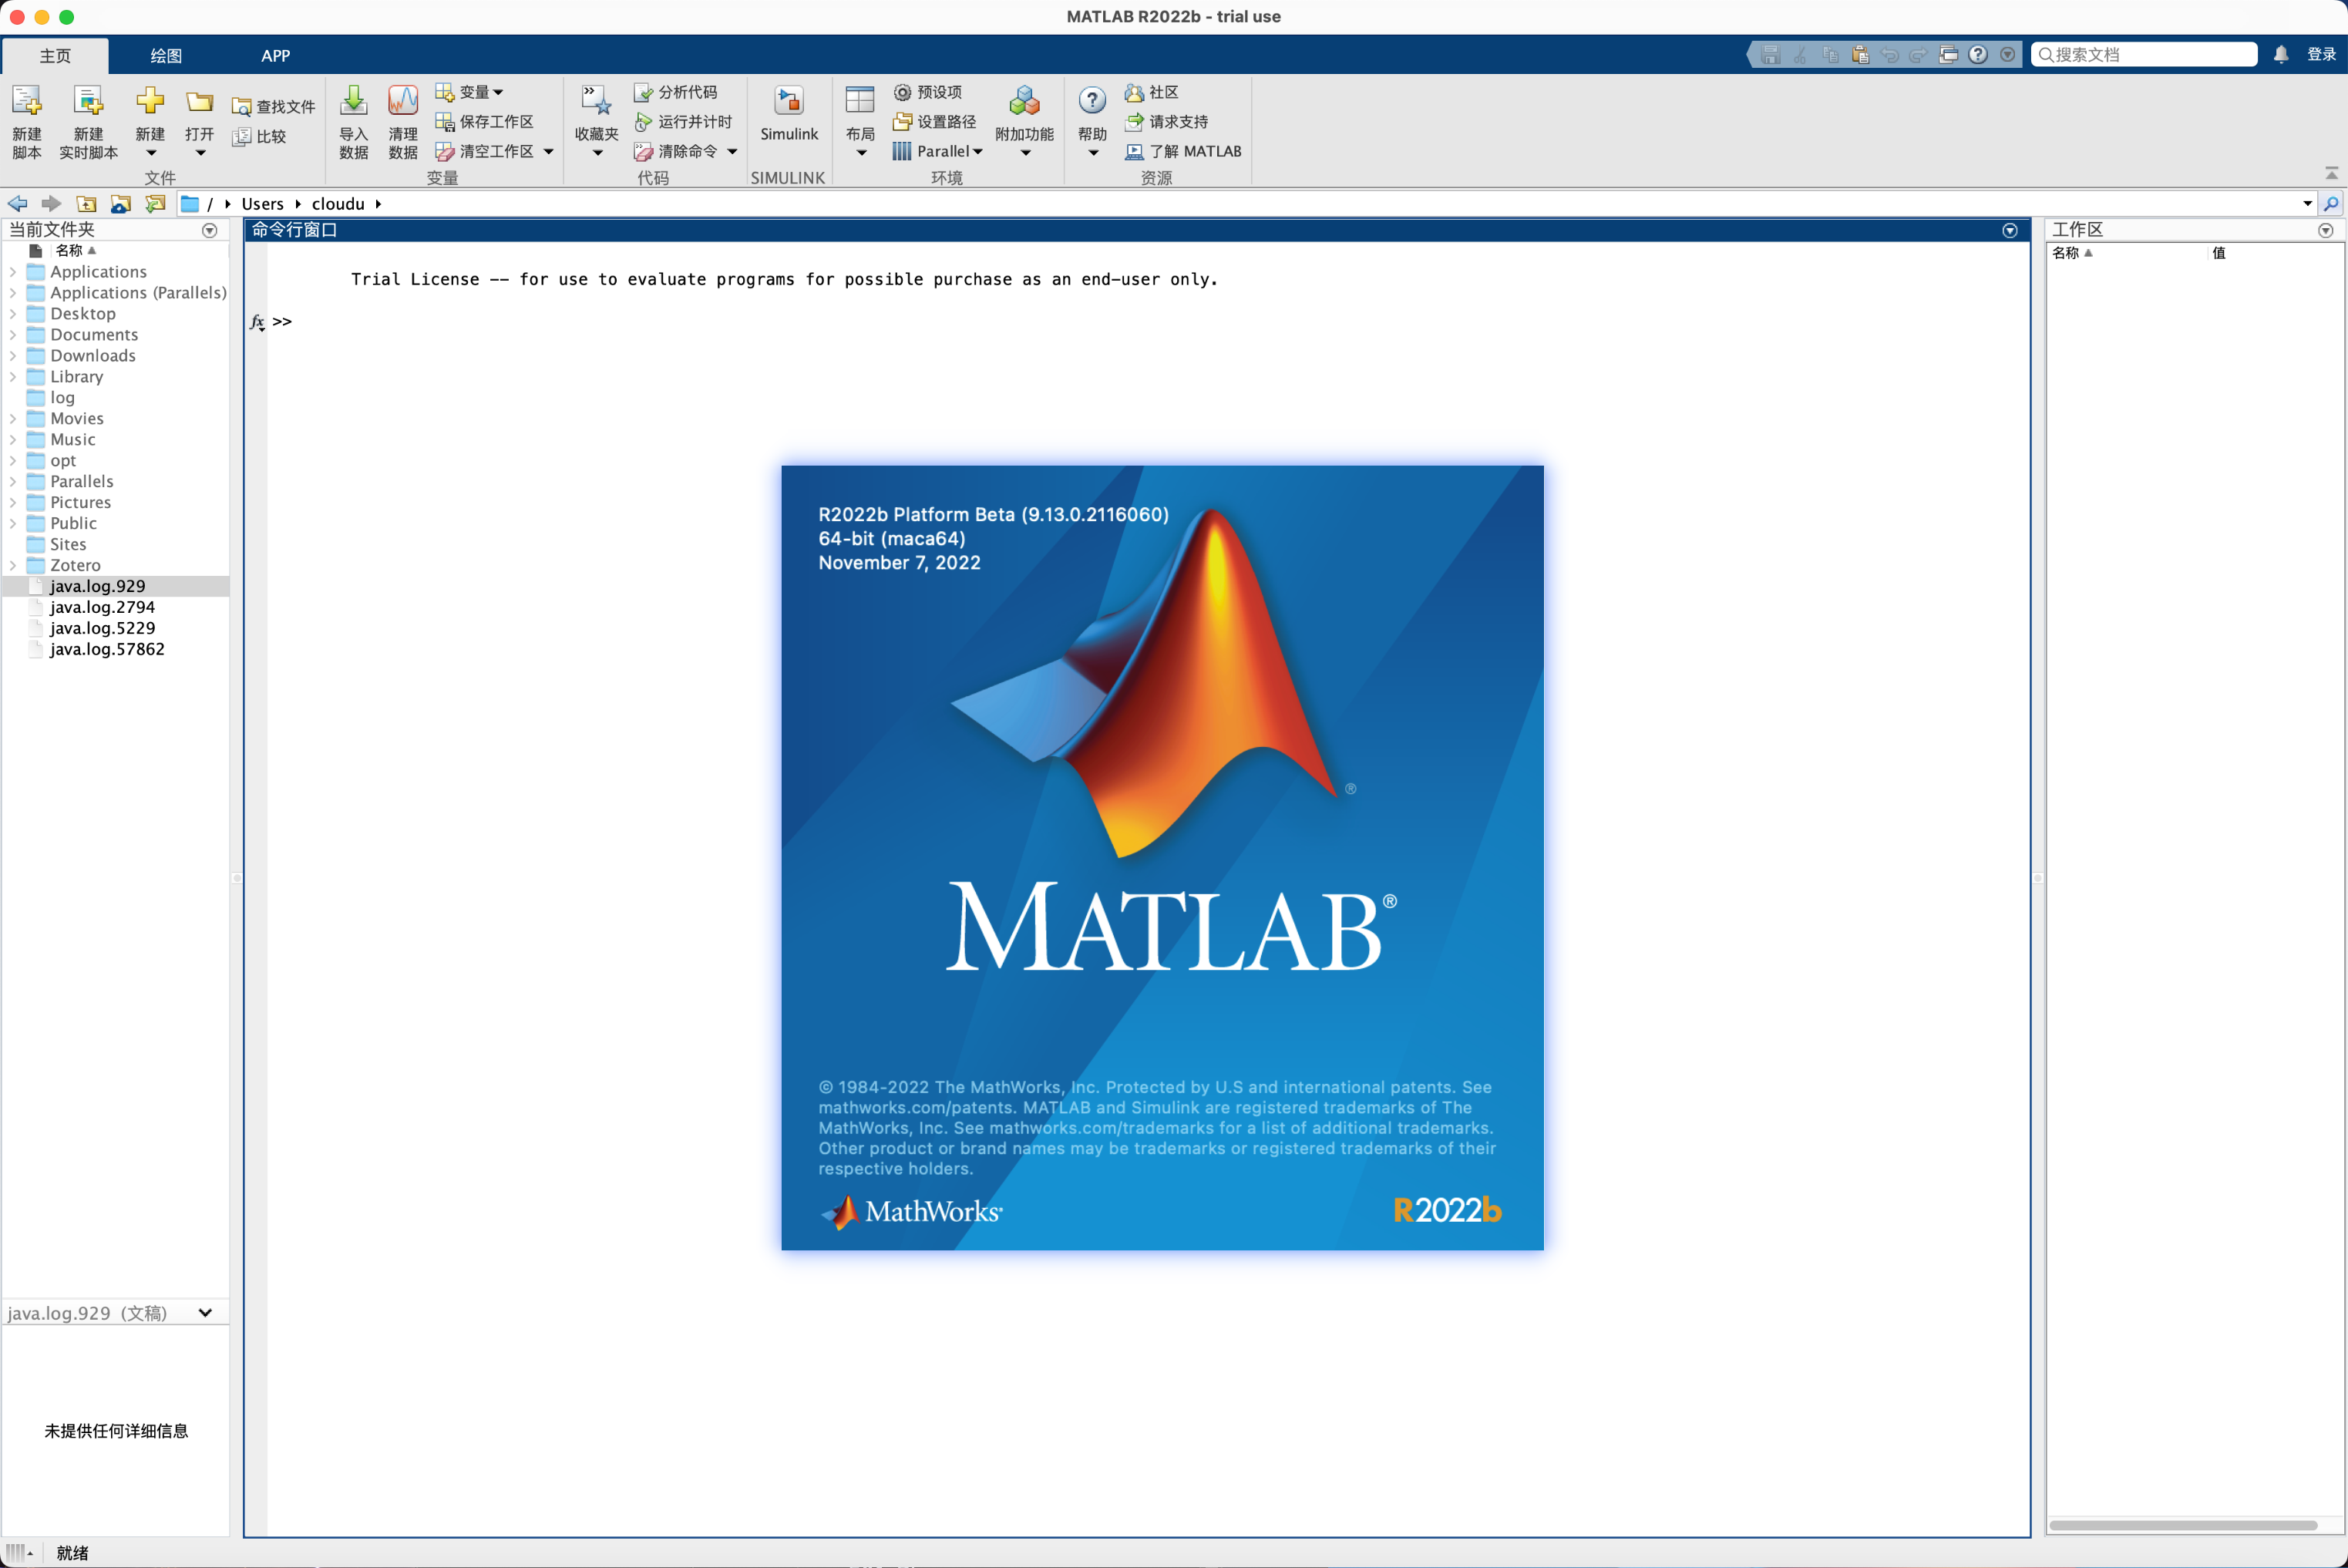 MATLAB R2022b - trial use
主页
绘图
APP
搜索文档
登录
新建
脚本
新建
实时脚本
新建
打开
查找文件
比较
文件
导入
数据
清理
数据
变量
保存工作区
清空工作区
变量
收藏夹
分析代码
运行并计时
清除命令
代码
Simulink
SIMULINK
布局
预设项
设置路径
Parallel
附加功能
环境
帮助
社区
请求支持
了解 MATLAB
资源
/ Users cloudu
当前文件夹
名称
Applications
Applications (Parallels)
Desktop
Documents
Downloads
Library
log
Movies
Music
opt
Parallels
Pictures
Public
Sites
Zotero
java.log.929
java.log.2794
java.log.5229
java.log.57862
java.log.929 (文稿)
未提供任何详细信息
命令行窗口
Trial License -- for use to evaluate programs for possible purchase as an end-user only.
fx >>
R2022b Platform Beta (9.13.0.2116060)
64-bit (maca64)
November 7, 2022
®
MATLAB®
© 1984-2022 The MathWorks, Inc. Protected by U.S and international patents. See
mathworks.com/patents. MATLAB and Simulink are registered trademarks of The
MathWorks, Inc. See mathworks.com/trademarks for a list of additional trademarks.
Other product or brand names may be trademarks or registered trademarks of their
respective holders.
MathWorks®
R2022b
工作区
名称
值
就绪